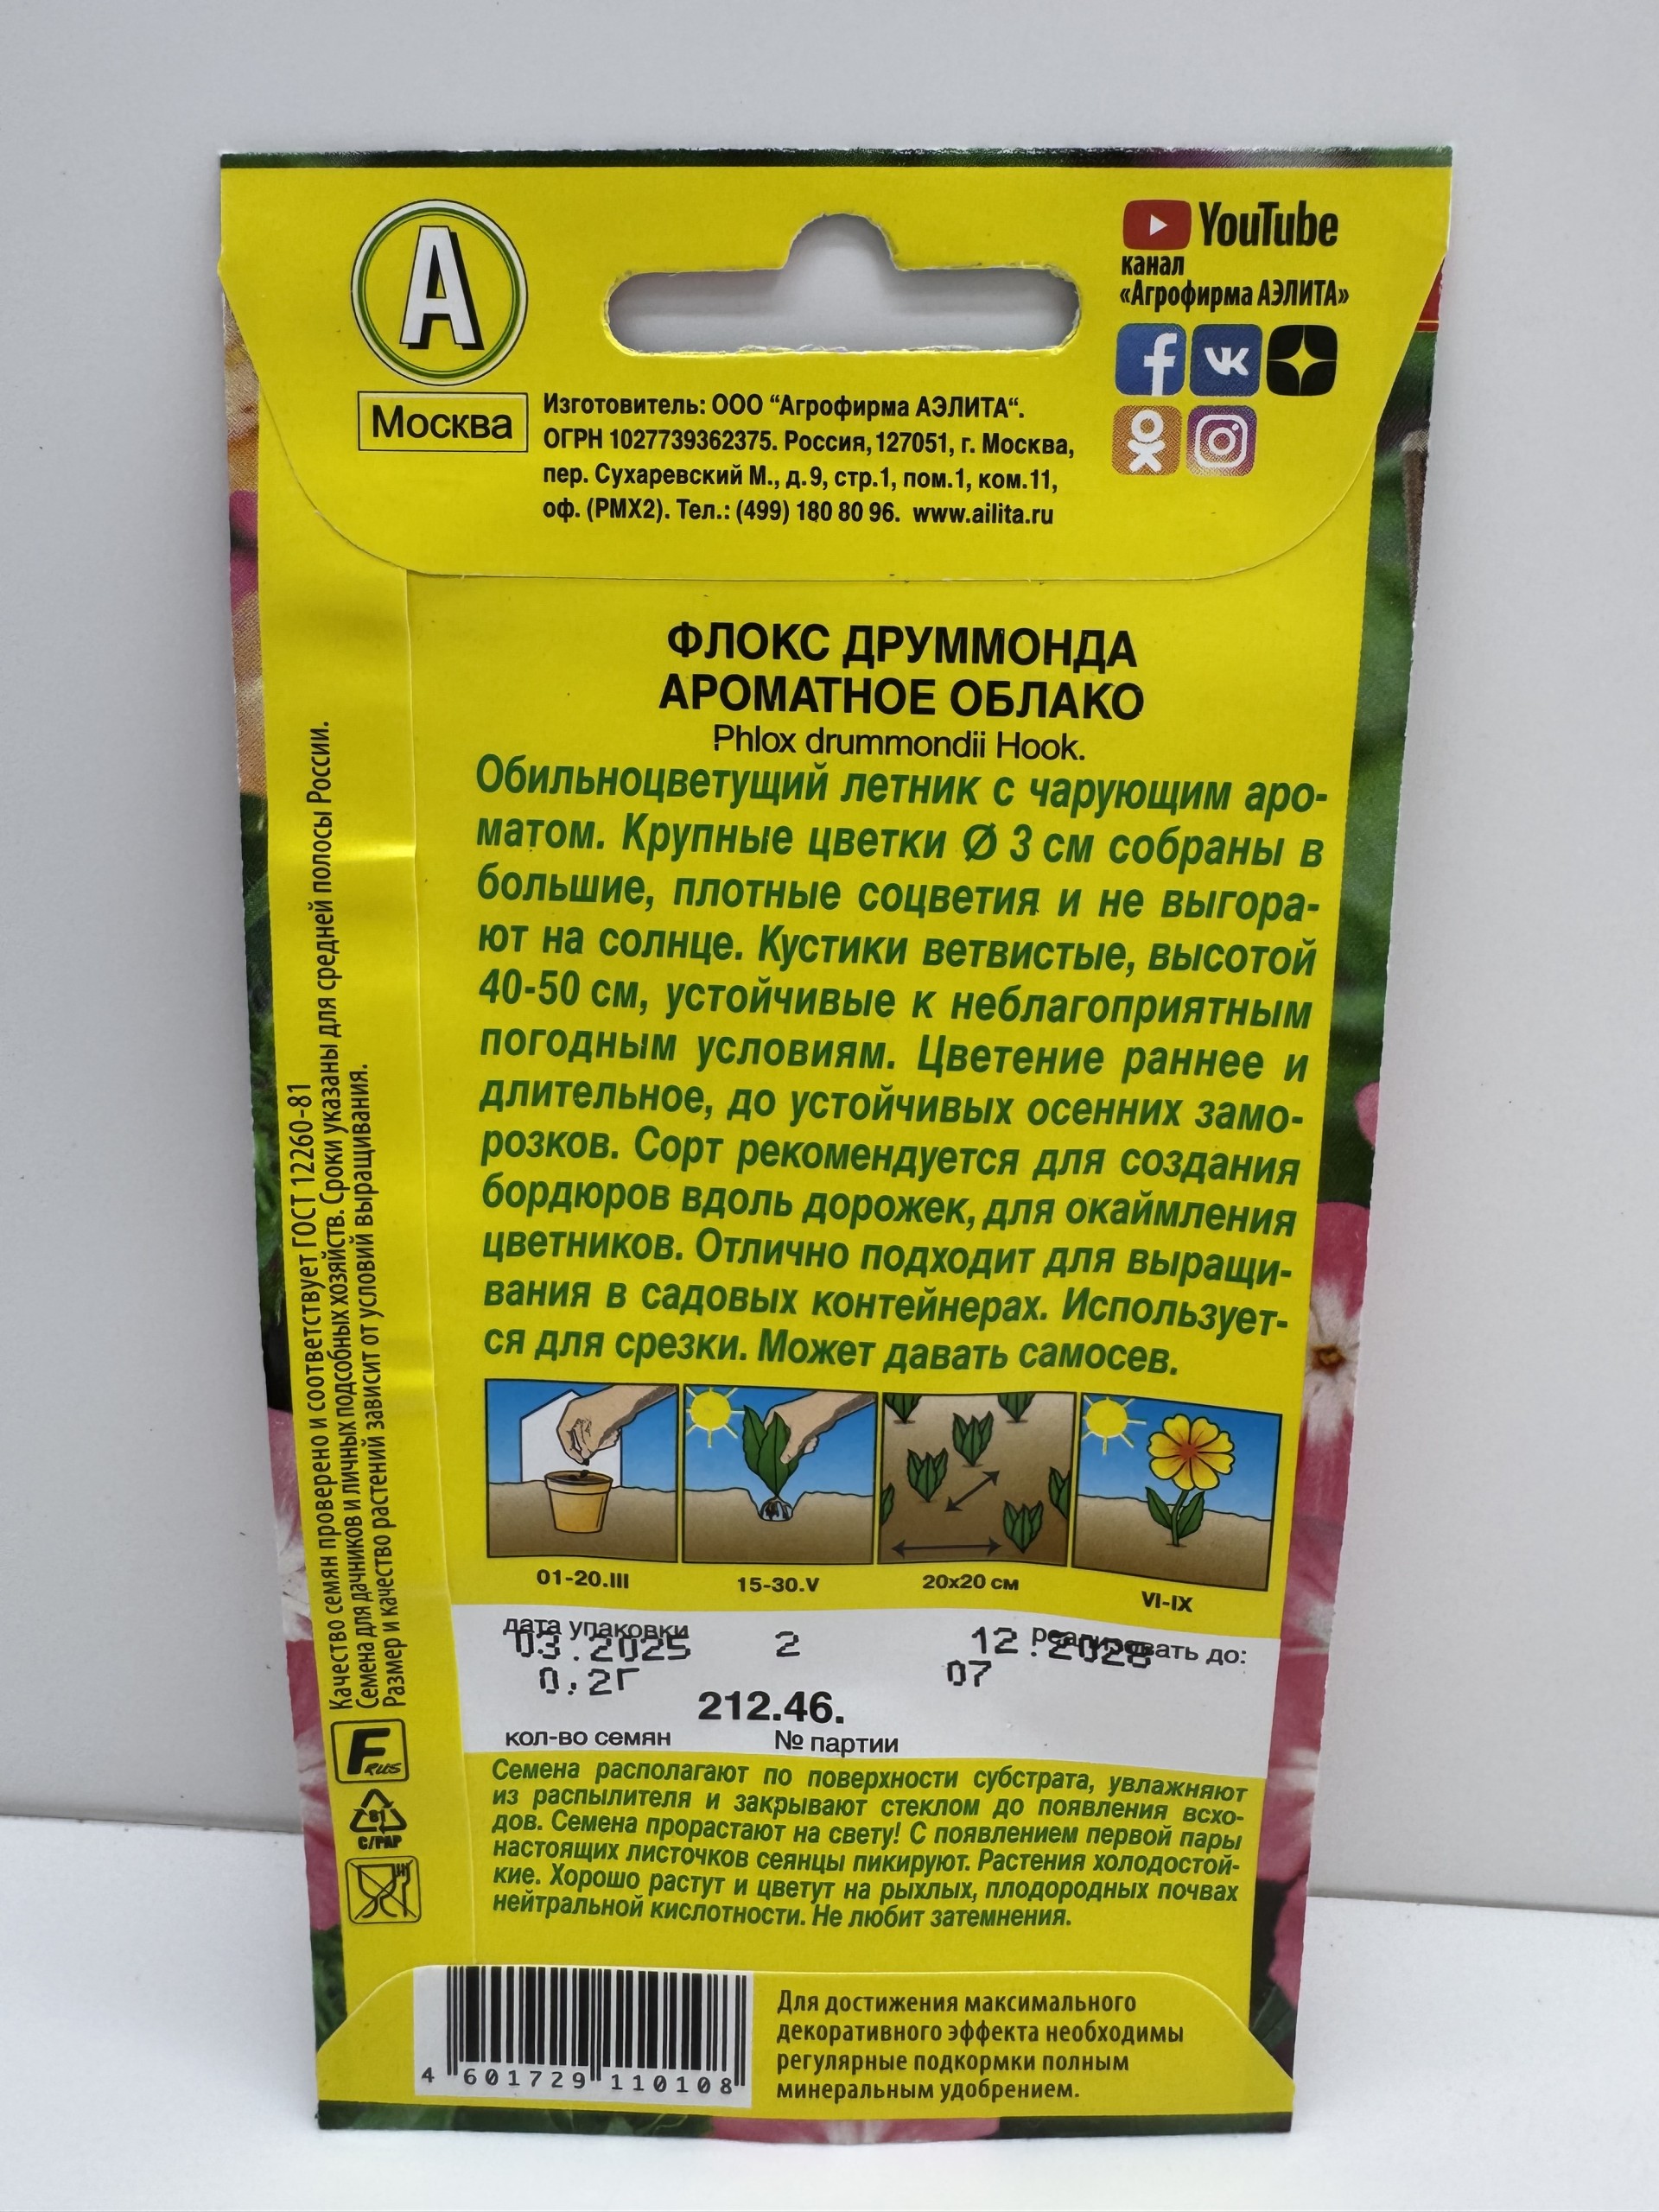 А
Москва
YouTube
канал
«Агрофирма АЭЛИТА»
Изготовитель: ООО “Агрофирма АЭЛИТА“.
ОГРН 1027739362375. Россия, 127051, г. Москва,
пер. Сухаревский М., д.9, стр.1, пом.1, ком.11,
оф. (РМХ2). Тел.: (499) 180 80 96. www.ailita.ru
ФЛОКС ДРУММОНДА
АРОМАТНОЕ ОБЛАКО
Phlox drummondii Hook.
Обильноцветущий летник с чарующим аро-
матом. Крупные цветки Ø 3 см собраны в
большие, плотные соцветия и не выгора-
ют на солнце. Кустики ветвистые, высотой
40-50 см, устойчивые к неблагоприятным
погодным условиям. Цветение раннее и
длительное, до устойчивых осенних замо-
розков. Сорт рекомендуется для создания
бордюров вдоль дорожек, для окаймления
цветников. Отлично подходит для выращи-
вания в садовых контейнерах. Использует-
ся для срезки. Может давать самосев.
01-20.III
15-30.V
20х20 см
VI-IX
дата упаковки
реализовать до:
03.2025 2 12.2028
0.2Г 07
212.46.
кол-во семян № партии
Семена располагают по поверхности субстрата, увлажняют
из распылителя и закрывают стеклом до появления всхо-
дов. Семена прорастают на свету! С появлением первой пары
настоящих листочков сеянцы пикируют. Растения холодостой-
кие. Хорошо растут и цветут на рыхлых, плодородных почвах
нейтральной кислотности. Не любит затемнения.
Качество семян проверено и соответствует ГОСТ 12260-81
Семена для дачников и личных подсобных хозяйств. Сроки указаны для средней полосы России.
Размер и качество растений зависит от условий выращивания.
F RUS
81
C/PAP
4 601729 110108
Для достижения максимального
декоративного эффекта необходимы
регулярные подкормки полным
минеральным удобрением.